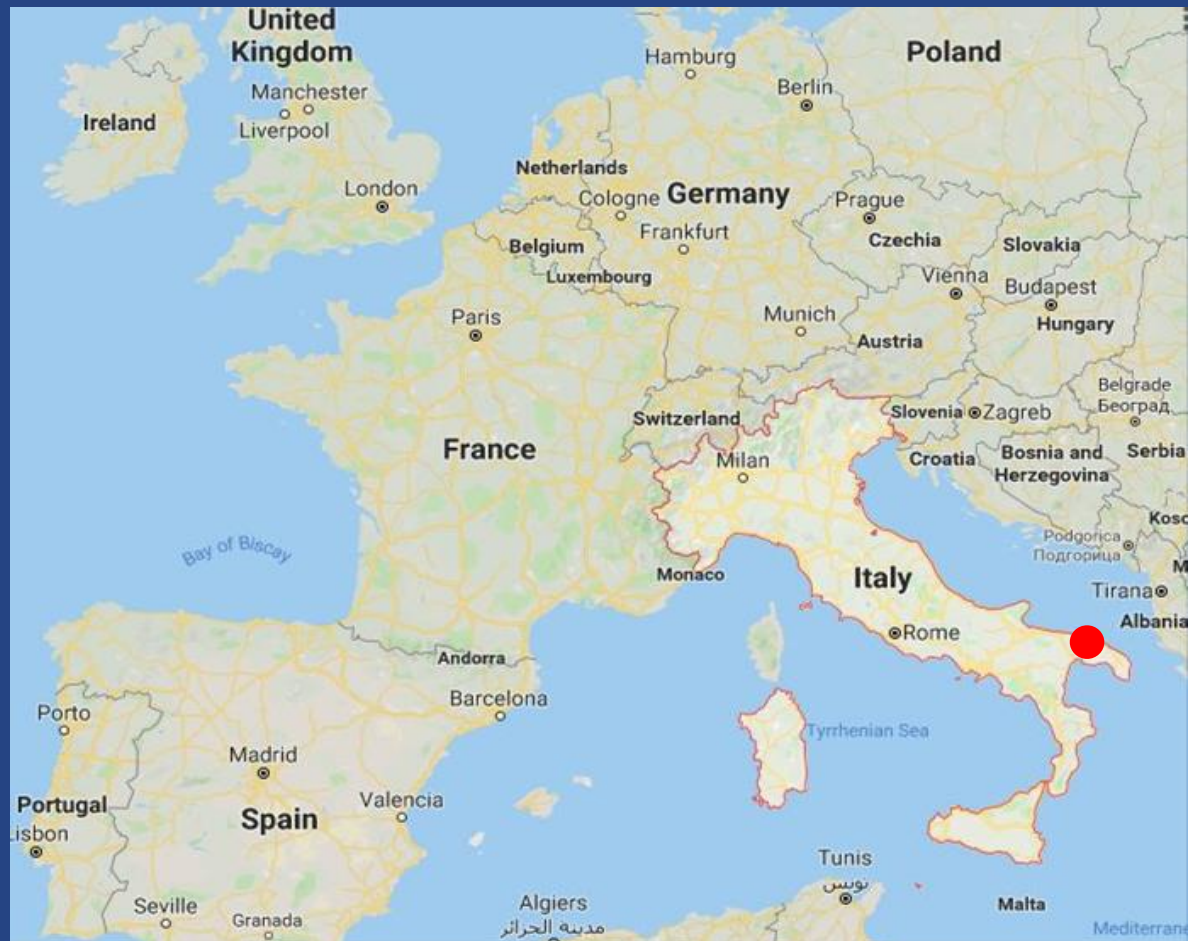 United
Kingdom
Hamburg
Poland
Manchester
Berlin
Ireland
Liverpool
Netherlands
London
Cologne
Germany
Prague
Frankfurt
Czechia
Belgium
Slovakia
Luxembourg
Vienna
Budapest
Paris
Munich
Hungary
Austria
Belgrade
Београд
Switzerland
Slovenia
Zagreb
France
Milan
Croatia
Bosnia and
Herzegovina
Serbia
Bay of Biscay
Kosc
Podgorica
Подгорица
Monaco
Italy
M
Tirana
Albania
Rome
Andorra
Barcelona
Porto
Tyrrhenian Sea
Madrid
Valencia
Portugal
Spain
Lisbon
Tunis
تونس
Seville
Granada
Algiers
مدينة الجزائر
Malta
Mediterrane